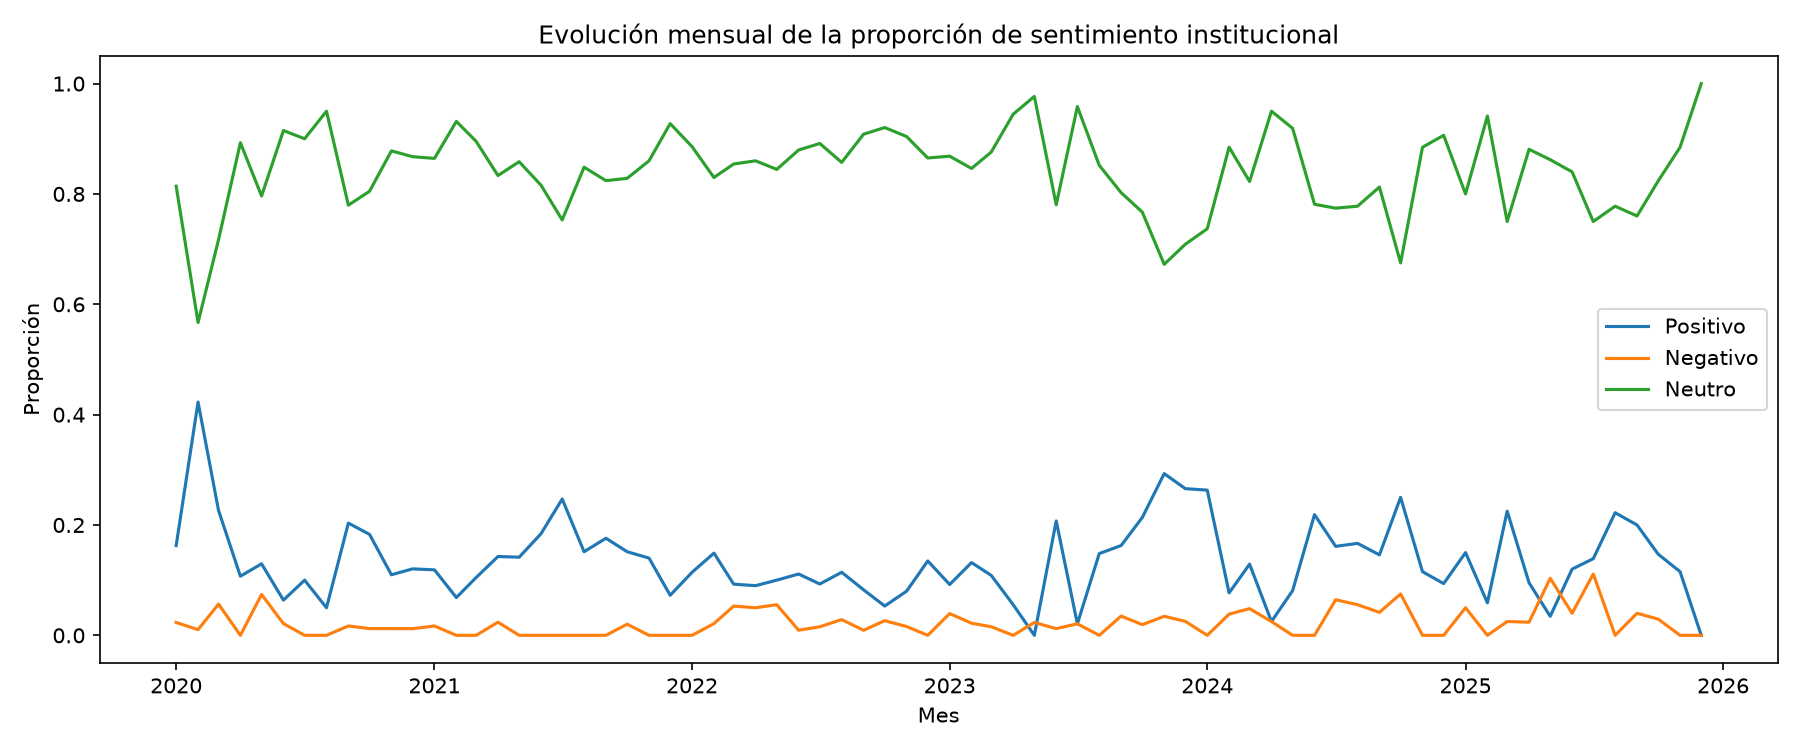 Evolución mensual de la proporción de sentimiento institucional
Proporción
1.0
0.8
0.6
0.4
0.2
0.0
Positivo
Negativo
Neutro
2020 2021 2022 2023 2024 2025 2026
Mes